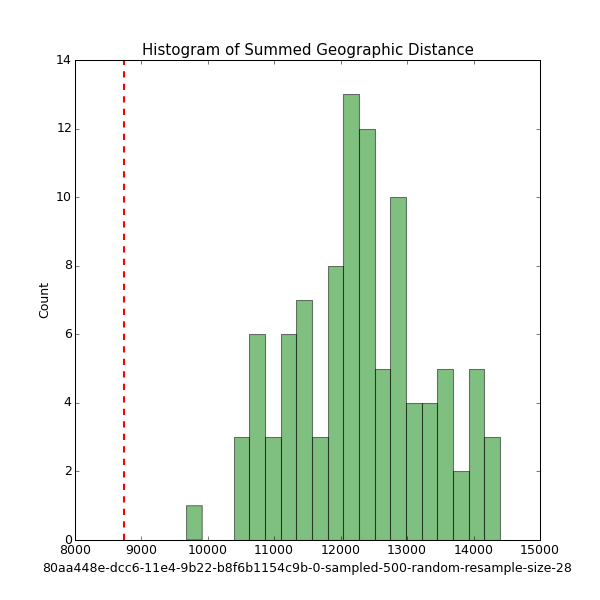 Histogram of Summed Geographic Distance
14
12
10
8
6
4
2
0
Count
8000 9000 10000 11000 12000 13000 14000 15000
80aa448e-dcc6-11e4-9b22-b8f6b1154c9b-0-sampled-500-random-resample-size-28